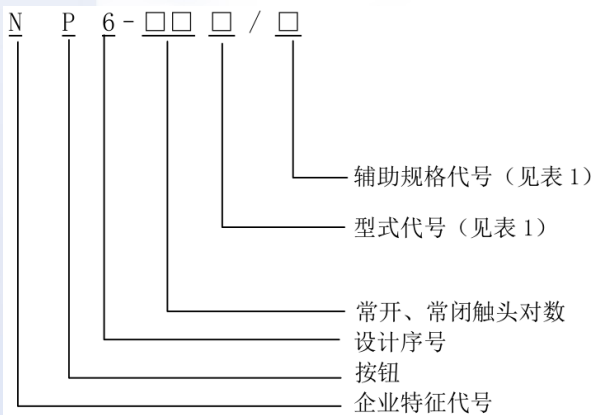 N P 6-□□ □ / □
辅助规格代号（见表 1）
型式代号（见表 1）
常开、常闭触头对数
设计序号
按钮
企业特征代号